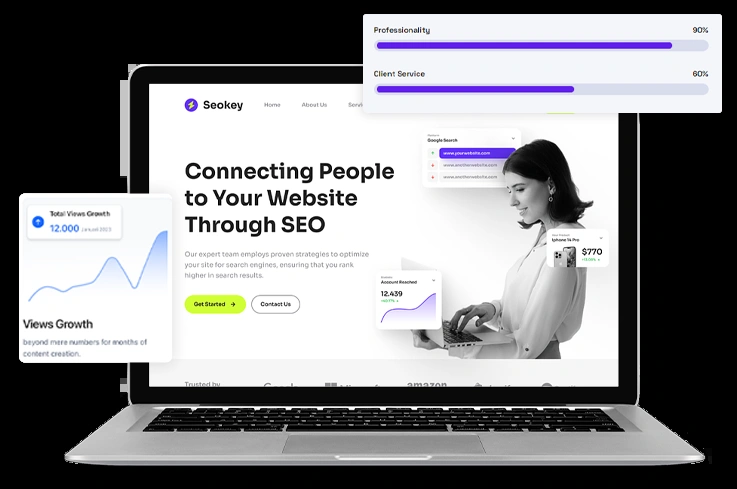 Professionality 90%
Client Service 60%
Seokey
Home About Us
Google Search
www.yourwebsite.com
www.anotherwebsite.com
www.anotherwebsite.com
Connecting People
to Your Website
Through SEO
Our expert team employs proven strategies to optimize
your site for search engines, ensuring that you rank
higher in search results.
Get Started
Contact Us
Iphone 14 Pro
$770
Account Reached
12,439
Total Views Growth
12.000
Views Growth
beyond mere numbers for months of
content creation.
Trusted by
amazon